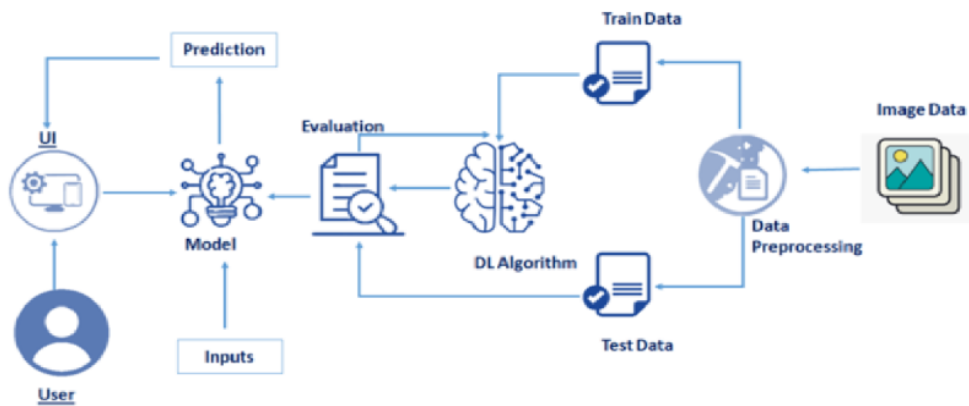 Train Data
Prediction
Image Data
Evaluation
UI
Model
Data
Preprocessing
DL Algorithm
Inputs
Test Data
User